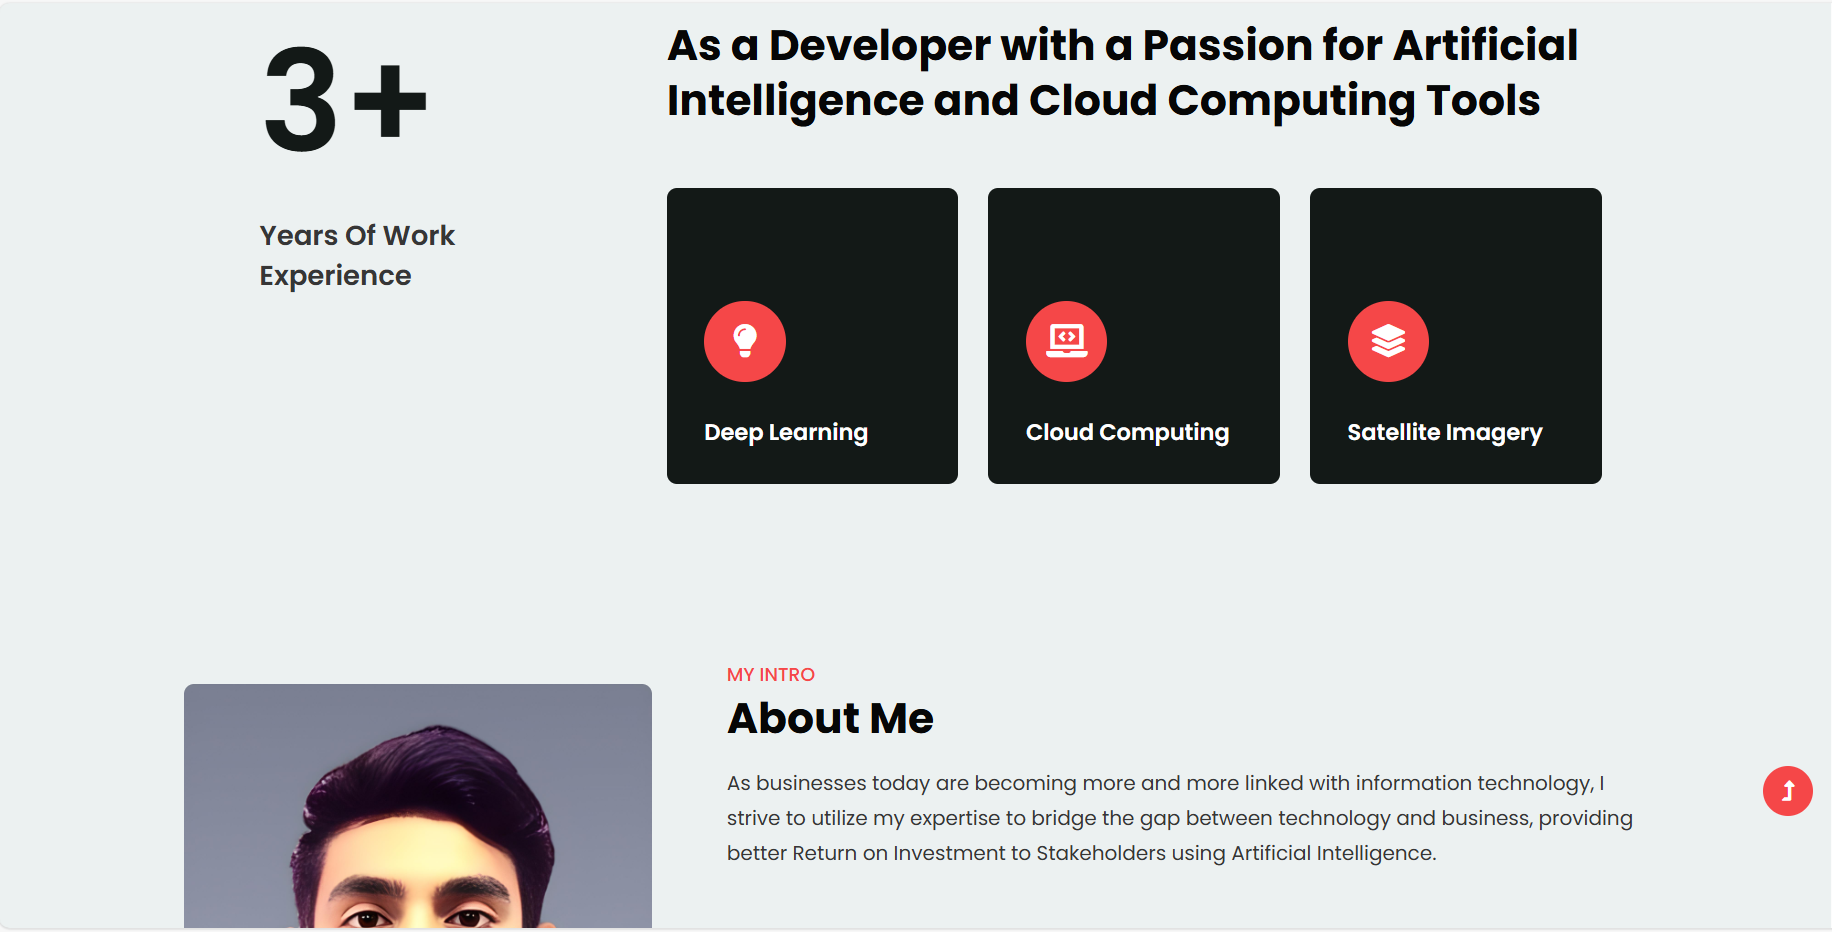 3+
Years Of Work
Experience
As a Developer with a Passion for Artificial
Intelligence and Cloud Computing Tools
Deep Learning
Cloud Computing
Satellite Imagery
MY INTRO
About Me
As businesses today are becoming more and more linked with information technology, I
strive to utilize my expertise to bridge the gap between technology and business, providing
better Return on Investment to Stakeholders using Artificial Intelligence.